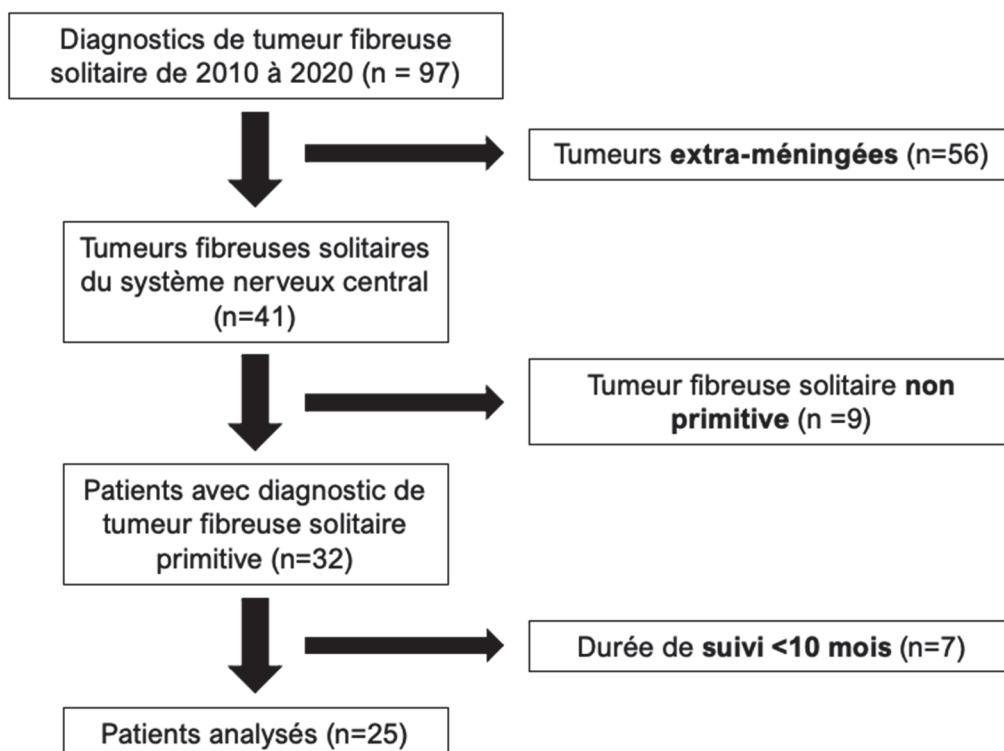 Diagnostics de tumeur fibreuse
solitaire de 2010 à 2020 (n = 97)
Tumeurs extra-méningées (n=56)
Tumeurs fibreuses solitaires
du système nerveux central
(n=41)
Tumeur fibreuse solitaire non
primitive (n =9)
Patients avec diagnostic de
tumeur fibreuse solitaire
primitive (n=32)
Durée de suivi <10 mois (n=7)
Patients analysés (n=25)